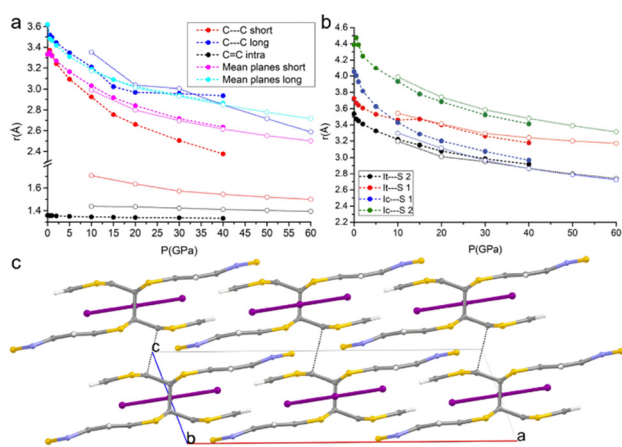 a
r(Å)
3.6
3.4
3.2
3.0
2.8
2.6
2.4
1.6
1.4
0 5 10 15 20 25 30 35 40 45 50 55 60
P(GPa)
C---C short
C---C long
C=C intra
Mean planes short
Mean planes long
b
r(Å)
4.6
4.4
4.2
4.0
3.8
3.6
3.4
3.2
3.0
2.8
2.6
2.4
2.2
0 10 20 30 40 50 60
P(GPa)
It---S 2
It---S 1
Ic---S 1
Ic---S 2
c
c
b
a